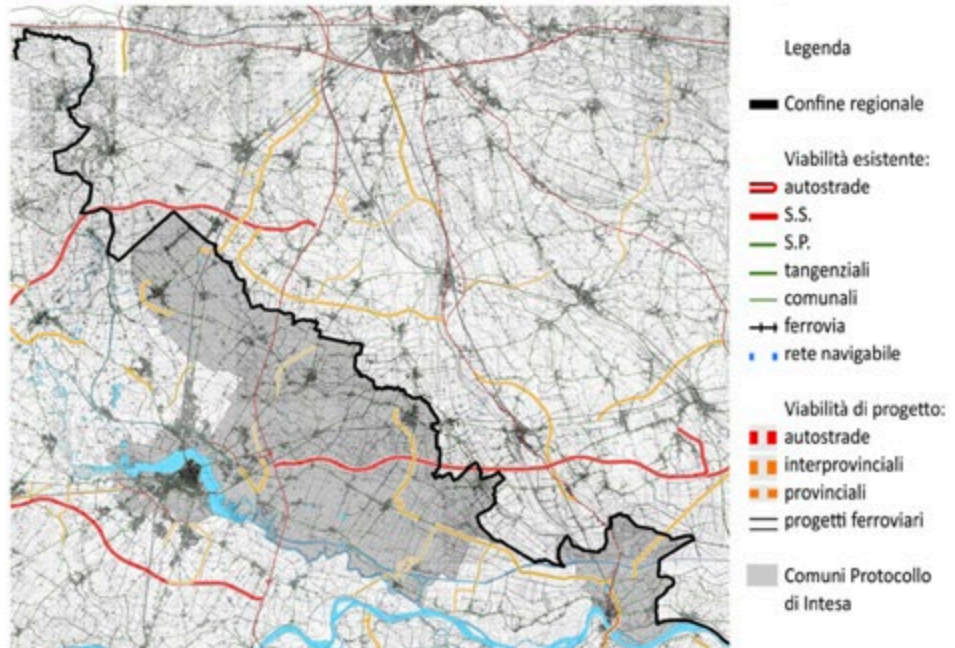 Legenda
Confine regionale
Viabilità esistente:
autostrade
S.S.
S.P.
tangenziali
comunali
ferrovia
rete navigabile
Viabilità di progetto:
autostrade
interprovinciali
provinciali
progetti ferroviari
Comuni Protocollo
di Intesa